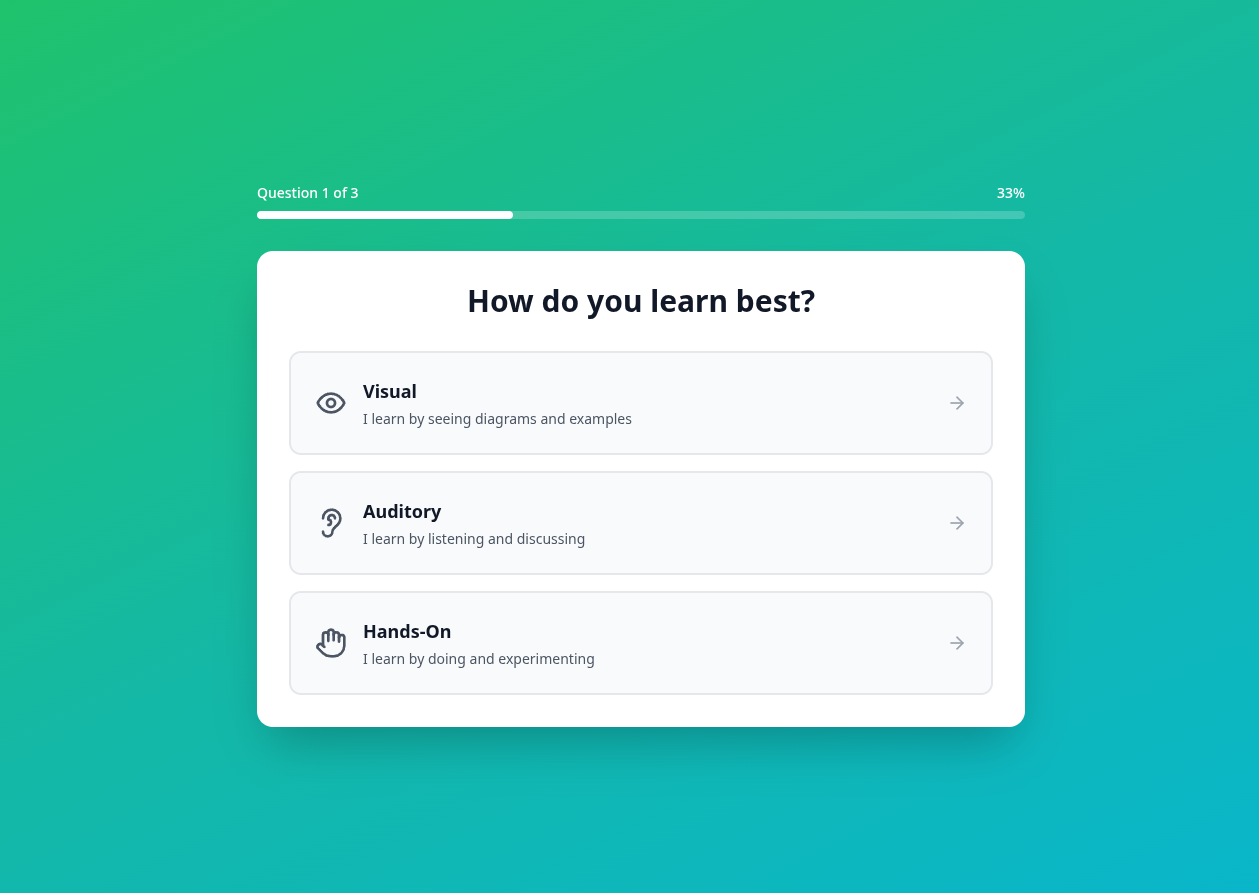 Question 1 of 3
33%
How do you learn best?
Visual
I learn by seeing diagrams and examples
Auditory
I learn by listening and discussing
Hands-On
I learn by doing and experimenting